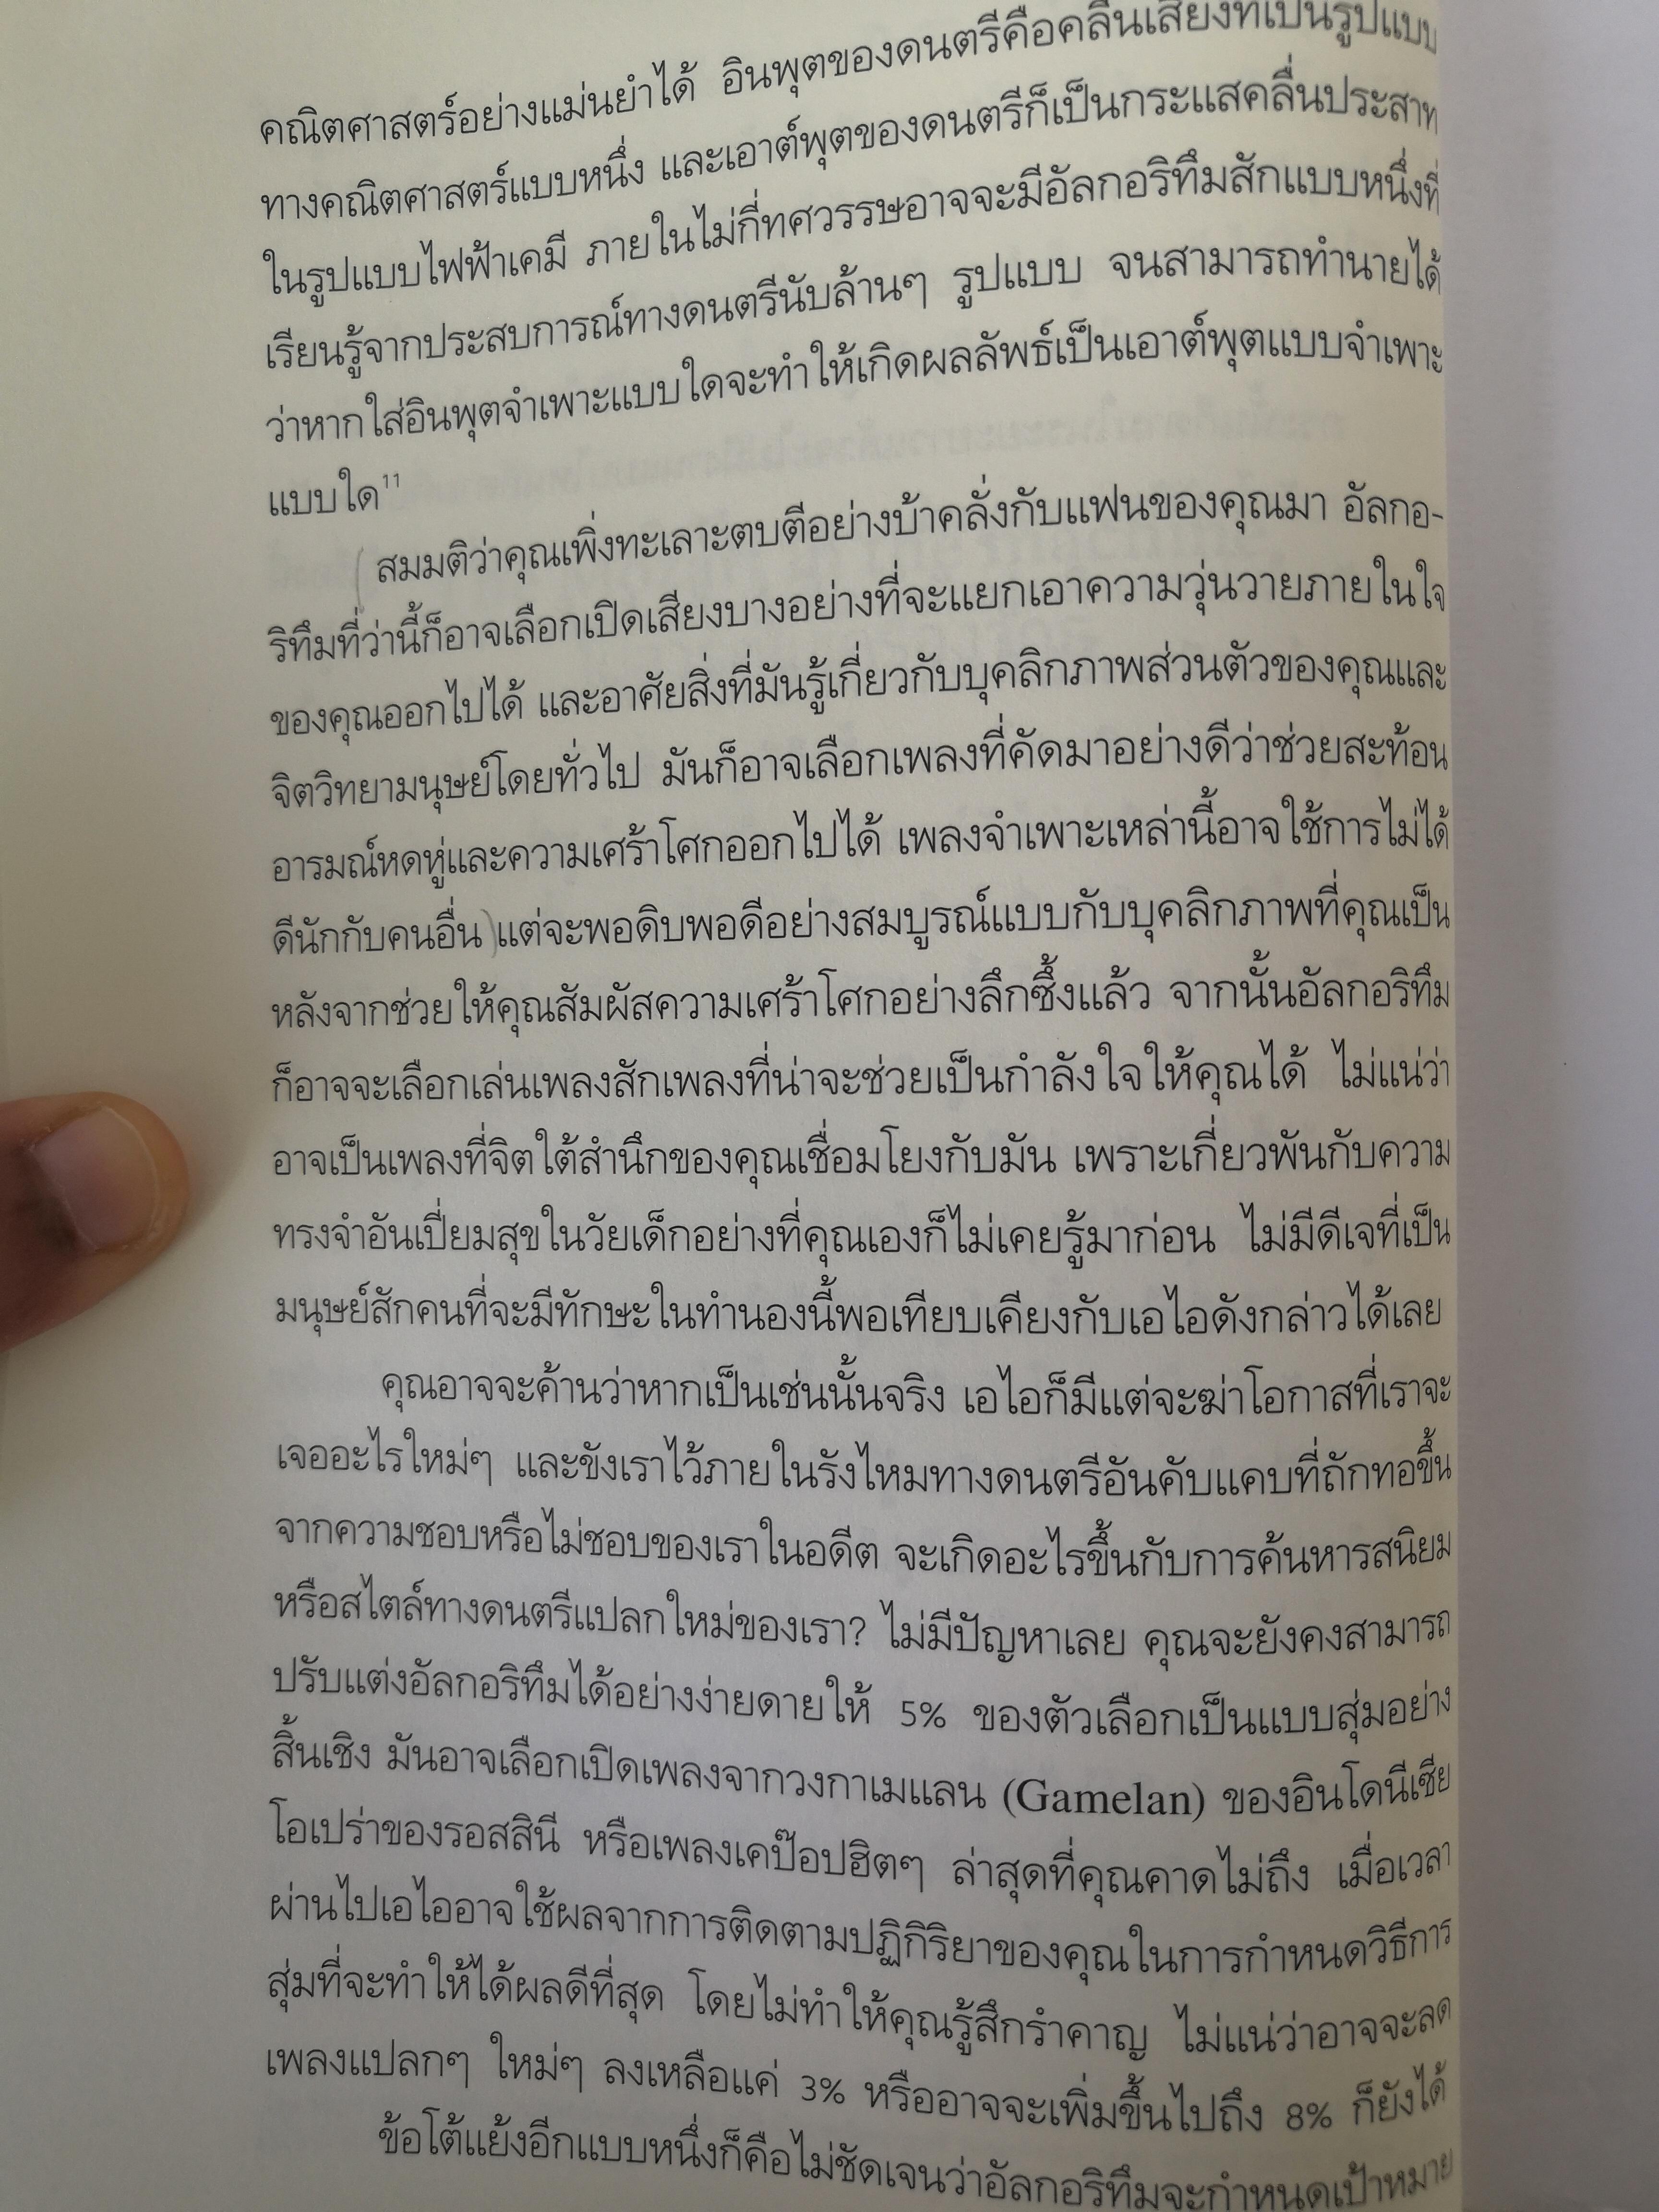 คณิตศาสตร์อย่างแม่นยำได้ อินพุตของดนตรีคือคลื่นเสียงที่เป็นรูปแบบ
ทางคณิตศาสตร์แบบหนึ่ง และเอาต์พุตของดนตรีก็เป็นกระแสคลื่นประสาท
ในรูปแบบไฟฟ้าเคมี ภายในไม่กี่ทศวรรษอาจจะมีอัลกอริทึมสักแบบหนึ่งที่
เรียนรู้จากประสบการณ์ทางดนตรีนับล้านๆ รูปแบบ จนสามารถทำนายได้
ว่าหากใส่อินพุตจำเพาะแบบใดจะทำให้เกิดผลลัพธ์เป็นเอาต์พุตแบบจำเพาะ
แบบใด¹¹
สมมติว่าคุณเพิ่งทะเลาะตบตีอย่างบ้าคลั่งกับแฟนของคุณมา อัลกอ-
ริทึมที่ว่านี้ก็อาจเลือกเปิดเสียงบางอย่างที่จะแยกเอาความวุ่นวายภายในใจ
ของคุณออกไปได้ และอาศัยสิ่งที่มันรู้เกี่ยวกับบุคลิกภาพส่วนตัวของคุณและ
จิตวิทยามนุษย์โดยทั่วไป มันก็อาจเลือกเพลงที่คัดมาอย่างดีว่าช่วยสะท้อน
อารมณ์หดหู่และความเศร้าโศกออกไปได้ เพลงจำเพาะเหล่านี้อาจใช้การไม่ได้
ดีนักกับคนอื่น แต่จะพอดิบพอดีอย่างสมบูรณ์แบบกับบุคลิกภาพที่คุณเป็น
หลังจากช่วยให้คุณสัมผัสความเศร้าโศกอย่างลึกซึ้งแล้ว จากนั้นอัลกอริทึม
ก็อาจจะเลือกเล่นเพลงสักเพลงที่น่าจะช่วยเป็นกำลังใจให้คุณได้ ไม่แน่ว่า
อาจเป็นเพลงที่จิตใต้สำนึกของคุณเชื่อมโยงกับมัน เพราะเกี่ยวพันกับความ
ทรงจำอันเปี่ยมสุขในวัยเด็กอย่างที่คุณเองก็ไม่เคยรู้มาก่อน ไม่มีดีเจที่เป็น
มนุษย์สักคนที่จะมีทักษะในทำนองนี้พอเทียบเคียงกับเอไอดังกล่าวได้เลย
คุณอาจจะค้านว่าหากเป็นเช่นนั้นจริง เอไอก็มีแต่จะฆ่าโอกาสที่เราจะ
เจออะไรใหม่ๆ และขังเราไว้ภายในรังไหมทางดนตรีอันคับแคบที่ถักทอขึ้น
จากความชอบหรือไม่ชอบของเราในอดีต จะเกิดอะไรขึ้นกับการค้นหารสนิยม
หรือสไตล์ทางดนตรีแปลกใหม่ของเรา? ไม่มีปัญหาเลย คุณจะยังคงสามารถ
ปรับแต่งอัลกอริทึมได้อย่างง่ายดายให้ 5% ของตัวเลือกเป็นแบบสุ่มอย่าง
สิ้นเชิง มันอาจเลือกเปิดเพลงจากวงกาเมแลน (Gamelan) ของอินโดนีเซีย
โอเปร่าของรอสสินี หรือเพลงเคป๊อปฮิตๆ ล่าสุดที่คุณคาดไม่ถึง เมื่อเวลา
ผ่านไปเอไออาจใช้ผลจากการติดตามปฏิกิริยาของคุณในการกำหนดวิธีการ
สุ่มที่จะทำให้ได้ผลดีที่สุด โดยไม่ทำให้คุณรู้สึกรำคาญ ไม่แน่ว่าอาจจะลด
เพลงแปลกๆ ใหม่ๆ ลงเหลือแค่ 3% หรืออาจจะเพิ่มขึ้นไปถึง 8% ก็ยังได้
ข้อโต้แย้งอีกแบบหนึ่งก็คือไม่ชัดเจนว่าอัลกอริทึมจะกำหนดเป้าหมาย